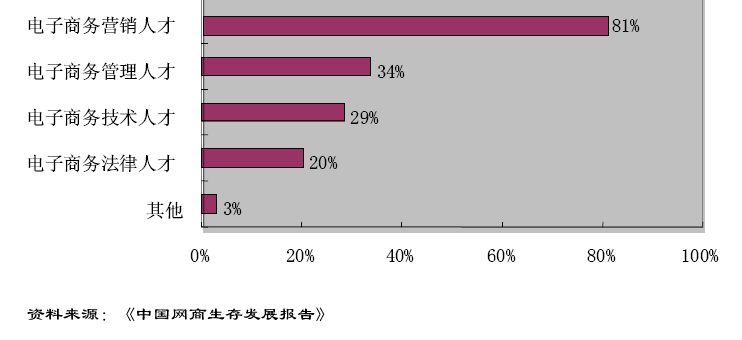 电子商务营销人才 81%
电子商务管理人才 34%
电子商务技术人才 29%
电子商务法律人才 20%
其他 3%
0% 20% 40% 60% 80% 100%
资料来源：《中国网商生存发展报告》